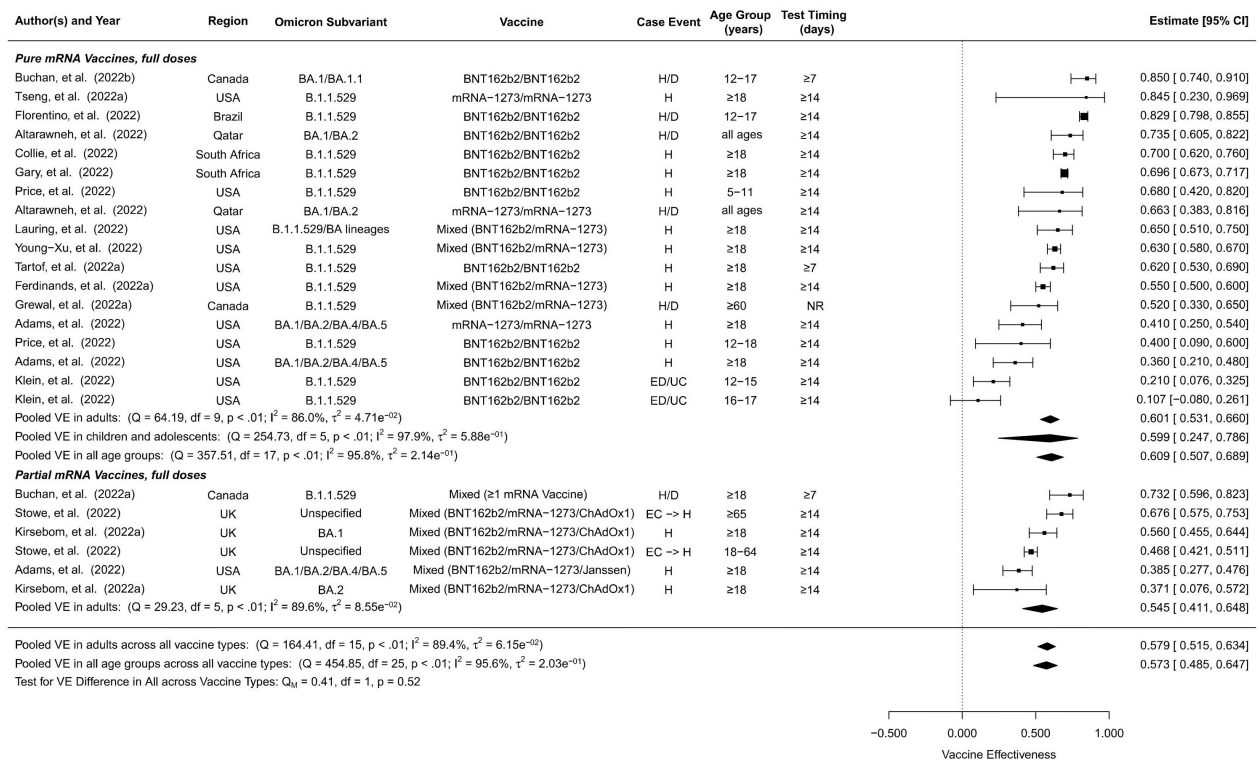 Author(s) and Year Region Omicron Subvariant Vaccine Case Event Age Group (years) Test Timing (days) Estimate [95% CI]
Pure mRNA Vaccines, full doses
Buchan, et al. (2022b) Canada BA.1/BA.1.1 BNT162b2/BNT162b2 H/D 12−17 ≥7 0.850 [ 0.740, 0.910]
Tseng, et al. (2022a) USA B.1.1.529 mRNA−1273/mRNA−1273 H ≥18 ≥14 0.845 [ 0.230, 0.969]
Florentino, et al. (2022) Brazil B.1.1.529 BNT162b2/BNT162b2 H/D 12−17 ≥14 0.829 [ 0.798, 0.855]
Altarawneh, et al. (2022) Qatar BA.1/BA.2 BNT162b2/BNT162b2 H/D all ages ≥14 0.735 [ 0.605, 0.822]
Collie, et al. (2022) South Africa B.1.1.529 BNT162b2/BNT162b2 H ≥18 ≥14 0.700 [ 0.620, 0.760]
Gary, et al. (2022) South Africa B.1.1.529 BNT162b2/BNT162b2 H ≥18 ≥14 0.696 [ 0.673, 0.717]
Price, et al. (2022) USA B.1.1.529 BNT162b2/BNT162b2 H 5−11 ≥14 0.680 [ 0.420, 0.820]
Altarawneh, et al. (2022) Qatar BA.1/BA.2 mRNA−1273/mRNA−1273 H/D all ages ≥14 0.663 [ 0.383, 0.816]
Lauring, et al. (2022) USA B.1.1.529/BA lineages Mixed (BNT162b2/mRNA−1273) H ≥18 ≥14 0.650 [ 0.510, 0.750]
Young−Xu, et al. (2022) USA B.1.1.529 Mixed (BNT162b2/mRNA−1273) H ≥18 ≥14 0.630 [ 0.580, 0.670]
Tartof, et al. (2022a) USA B.1.1.529 BNT162b2/BNT162b2 H ≥18 ≥7 0.620 [ 0.530, 0.690]
Ferdinands, et al. (2022a) USA B.1.1.529 Mixed (BNT162b2/mRNA−1273) H ≥18 ≥14 0.550 [ 0.500, 0.600]
Grewal, et al. (2022a) Canada B.1.1.529 Mixed (BNT162b2/mRNA−1273) H/D ≥60 NR 0.520 [ 0.330, 0.650]
Adams, et al. (2022) USA BA.1/BA.2/BA.4/BA.5 mRNA−1273/mRNA−1273 H ≥18 ≥14 0.410 [ 0.250, 0.540]
Price, et al. (2022) USA B.1.1.529 BNT162b2/BNT162b2 H 12−18 ≥14 0.400 [ 0.090, 0.600]
Adams, et al. (2022) USA BA.1/BA.2/BA.4/BA.5 BNT162b2/BNT162b2 H ≥18 ≥14 0.360 [ 0.210, 0.480]
Klein, et al. (2022) USA B.1.1.529 BNT162b2/BNT162b2 ED/UC 12−15 ≥14 0.210 [ 0.076, 0.325]
Klein, et al. (2022) USA B.1.1.529 BNT162b2/BNT162b2 ED/UC 16−17 ≥14 0.107 [−0.080, 0.261]
Pooled VE in adults: (Q = 64.19, df = 9, p < .01; I² = 86.0%, τ² = 4.71e⁻⁰²) 0.601 [ 0.531, 0.660]
Pooled VE in children and adolescents: (Q = 254.73, df = 5, p < .01; I² = 97.9%, τ² = 5.88e⁻⁰¹) 0.599 [ 0.247, 0.786]
Pooled VE in all age groups: (Q = 357.51, df = 17, p < .01; I² = 95.8%, τ² = 2.14e⁻⁰¹) 0.609 [ 0.507, 0.689]
Partial mRNA Vaccines, full doses
Buchan, et al. (2022a) Canada B.1.1.529 Mixed (≥1 mRNA Vaccine) H/D ≥18 ≥7 0.732 [ 0.596, 0.823]
Stowe, et al. (2022) UK Unspecified Mixed (BNT162b2/mRNA−1273/ChAdOx1) EC −> H ≥65 ≥14 0.676 [ 0.575, 0.753]
Kirsebom, et al. (2022a) UK BA.1 Mixed (BNT162b2/mRNA−1273/ChAdOx1) H ≥18 ≥14 0.560 [ 0.455, 0.644]
Stowe, et al. (2022) UK Unspecified Mixed (BNT162b2/mRNA−1273/ChAdOx1) EC −> H 18−64 ≥14 0.468 [ 0.421, 0.511]
Adams, et al. (2022) USA BA.1/BA.2/BA.4/BA.5 Mixed (BNT162b2/mRNA−1273/Janssen) H ≥18 ≥14 0.385 [ 0.277, 0.476]
Kirsebom, et al. (2022a) UK BA.2 Mixed (BNT162b2/mRNA−1273/ChAdOx1) H ≥18 ≥14 0.371 [ 0.076, 0.572]
Pooled VE in adults: (Q = 29.23, df = 5, p < .01; I² = 89.6%, τ² = 8.55e⁻⁰²) 0.545 [ 0.411, 0.648]
Pooled VE in adults across all vaccine types: (Q = 164.41, df = 15, p < .01; I² = 89.4%, τ² = 6.15e⁻⁰²) 0.579 [ 0.515, 0.634]
Pooled VE in all age groups across all vaccine types: (Q = 454.85, df = 25, p < .01; I² = 95.6%, τ² = 2.03e⁻⁰¹) 0.573 [ 0.485, 0.647]
Test for VE Difference in All across Vaccine Types: Q_M = 0.41, df = 1, p = 0.52
−0.500 0.000 0.500 1.000
Vaccine Effectiveness